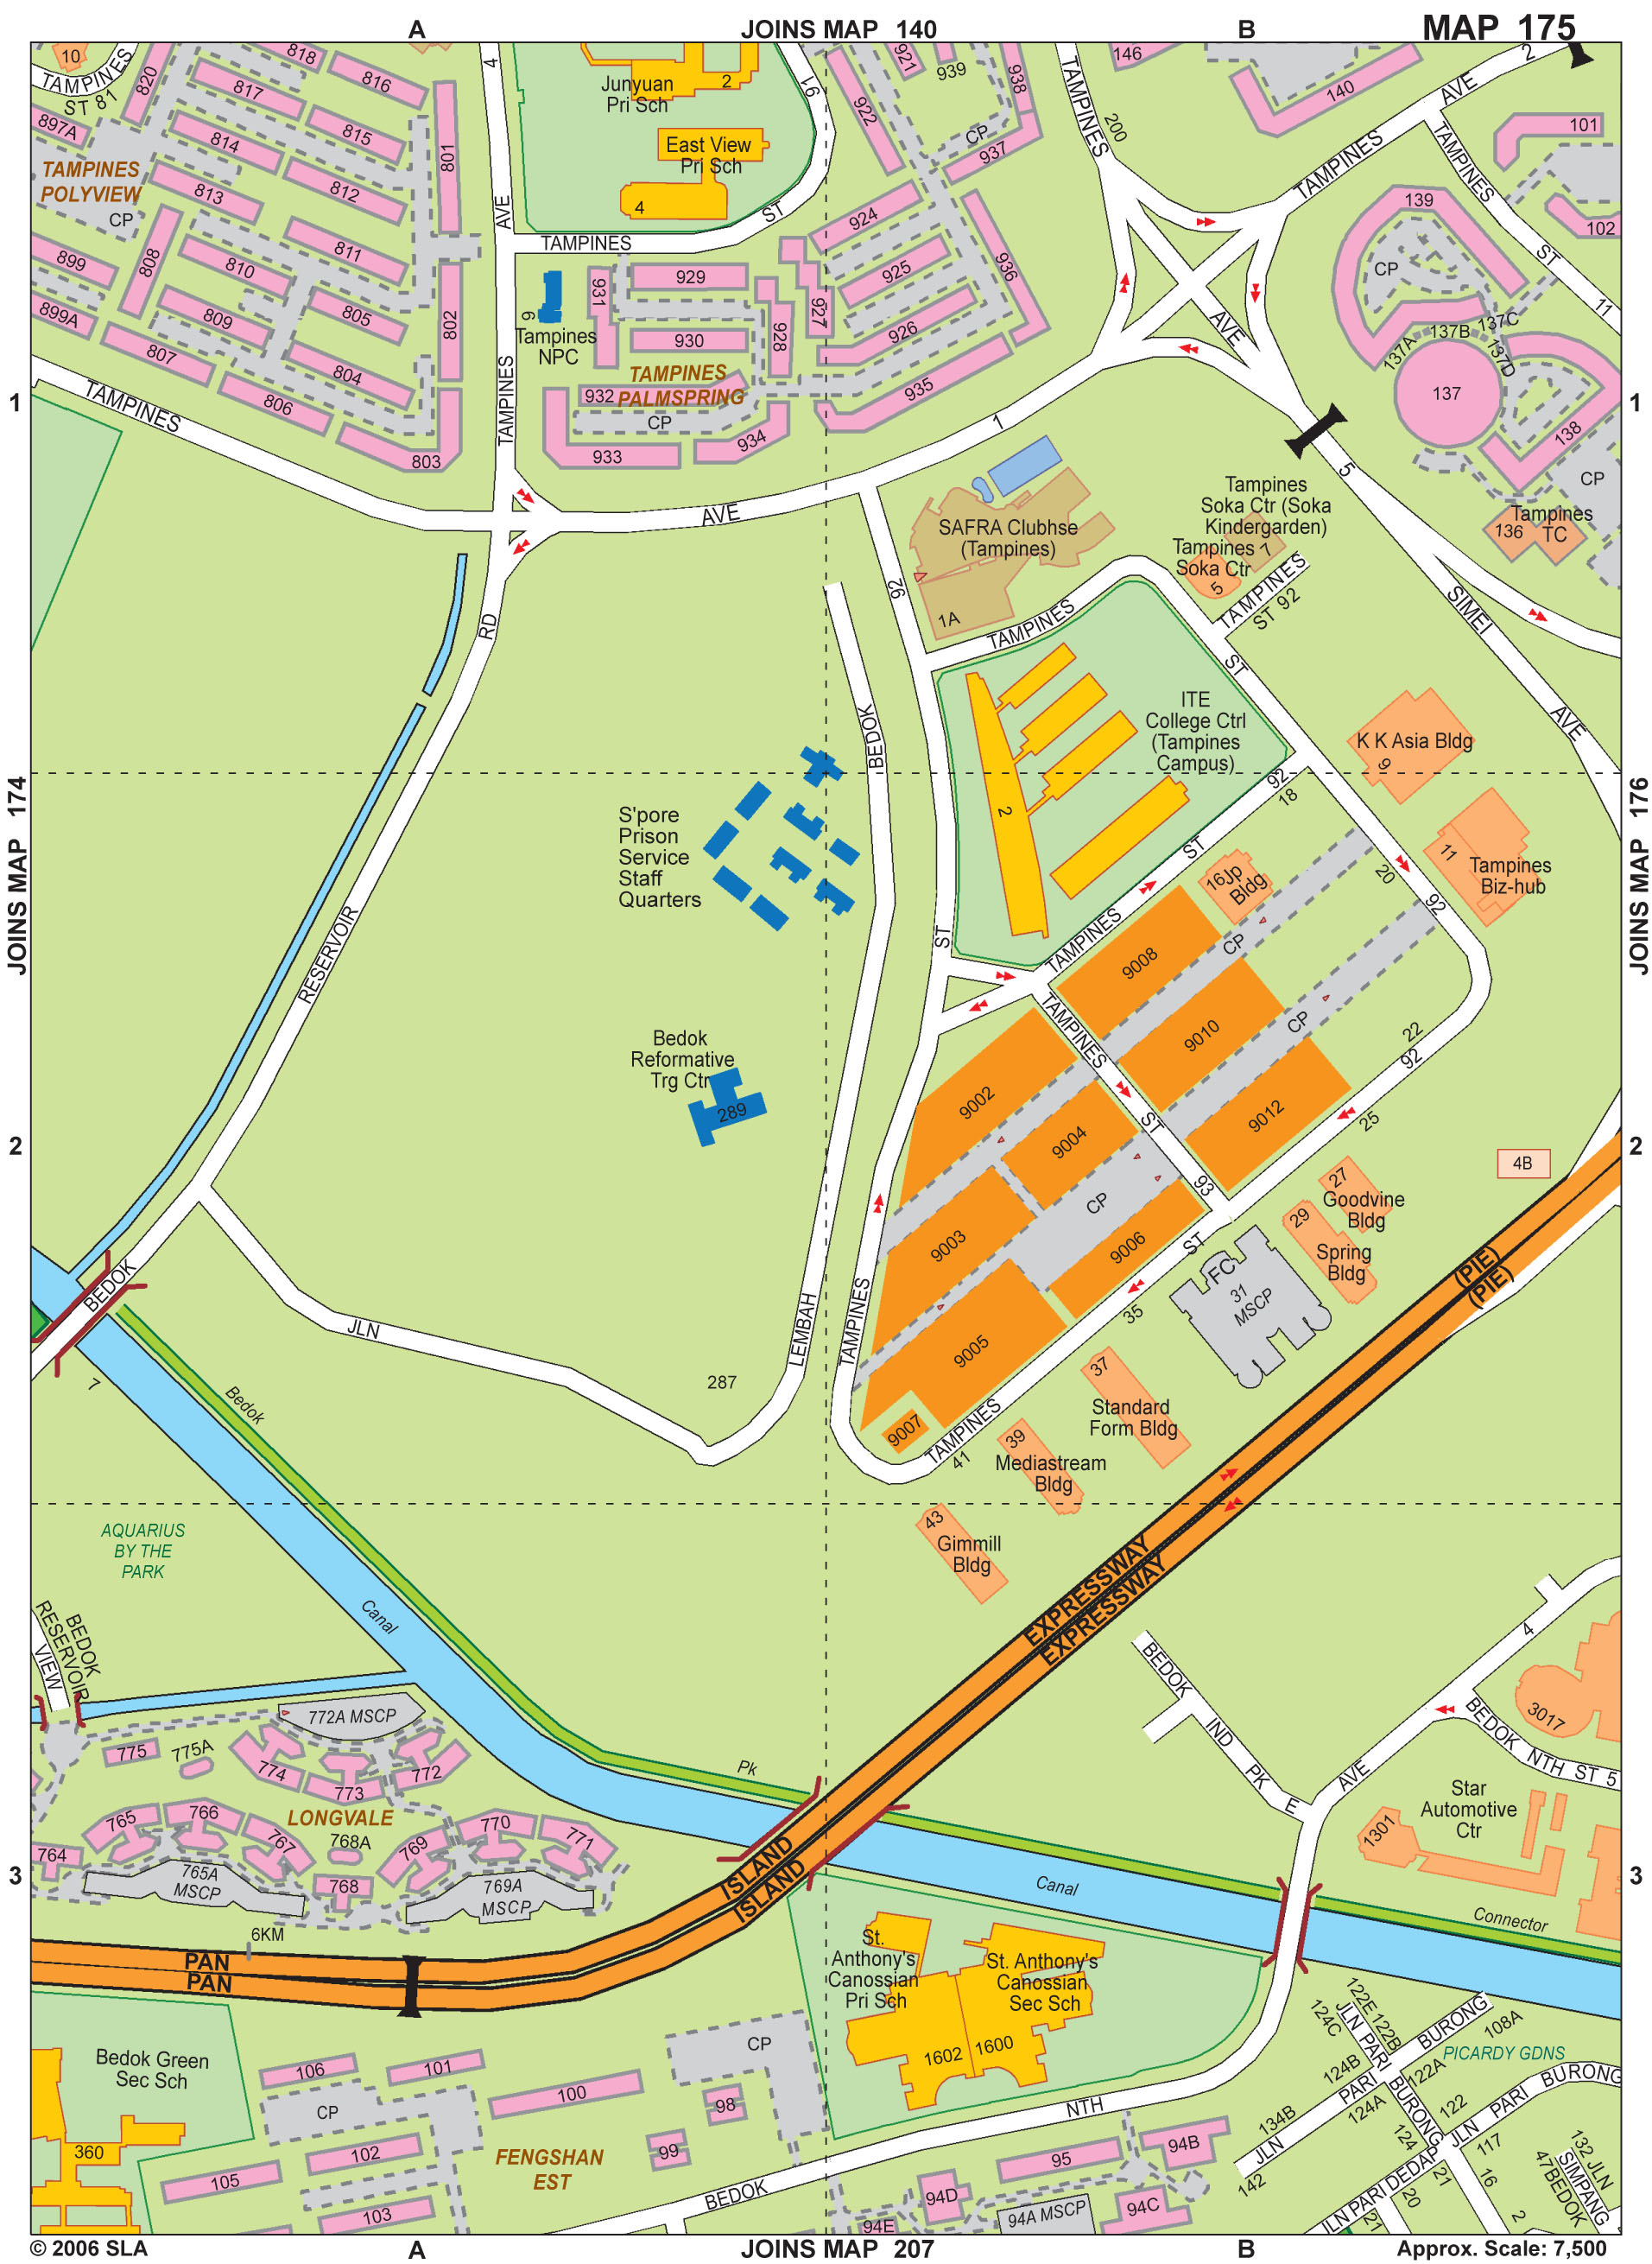 A
JOINS MAP 140
B
MAP 175
10
TAMPINES
ST 81
820
818
817
816
815
814
813
812
811
810
809
808
807
806
805
804
803
802
801
897A
899
899A
TAMPINES
POLYVIEW
CP
4
AVE
TAMPINES
Junyuan
Pri Sch
2
East View
Pri Sch
4
91
ST
TAMPINES
9
Tampines
NPC
931
929
930
928
927
932
TAMPINES
PALMSPRING
CP
933
934
921
939
938
922
CP
937
924
925
926
936
935
146
140
TAMPINES
200
AVE
2
TAMPINES
AVE
TAMPINES
ST
11
101
102
139
CP
137A
137B
137C
137D
137
138
CP
136
Tampines
TC
1
TAMPINES
AVE
1
5
1
SIMEI
AVE
SAFRA Clubhse
(Tampines)
1A
Tampines
Soka Ctr (Soka
Kindergarden)
7
Tampines
Soka Ctr
5
TAMPINES
ST 92
92
TAMPINES
ST
RD
RESERVOIR
BEDOK
ITE
College Ctrl
(Tampines
Campus)
2
92
18
K K Asia Bldg
9
JOINS MAP 174
JOINS MAP 176
S'pore
Prison
Service
Staff
Quarters
ST
16 Jp
Bldg
20
11
Tampines
Biz-hub
92
ST
TAMPINES
9008
CP
9010
CP
22
92
Bedok
Reformative
Trg Ctr
289
TAMPINES
ST
93
9002
9004
9012
25
2
2
4B
9003
CP
9006
ST
27
Goodvine
Bldg
29
Spring
Bldg
FC
31
MSCP
(PIE)
(PIE)
BEDOK
7
JLN
LEMBAH
TAMPINES
287
9005
35
9007
TAMPINES
41
37
Standard
Form Bldg
39
Mediastream
Bldg
43
Gimmill
Bldg
Bedok
AQUARIUS
BY THE
PARK
Canal
EXPRESSWAY
EXPRESSWAY
BEDOK
RESERVOIR
VIEW
772A MSCP
775
775A
774
773
772
LONGVALE
765
766
767
768A
769
770
771
764
765A
MSCP
768
769A
MSCP
Pk
BEDOK
IND
PK
E
4
AVE
3017
BEDOK
NTH ST 5
Star
Automotive
Ctr
1301
3
3
ISLAND
ISLAND
Canal
Connector
6KM
PAN
PAN
St.
Anthony's
Canossian
Pri Sch
St. Anthony's
Canossian
Sec Sch
1602
1600
Bedok Green
Sec Sch
360
106
101
CP
102
105
103
100
98
99
CP
FENGSHAN
EST
BEDOK
NTH
95
94B
94D
94E
94A MSCP
94C
122E
122B
124C
JLN PARI
BURONG
BURONG
108A
PICARDY GDNS
124B
122A
PARI
124A
134B
JLN
142
124
122
JLN PARI BURONG
117
JLN PARI DEDAP
21
20
21
16
2
132 JLN
SIMPANG
47BEDOK
© 2006 SLA
A
JOINS MAP 207
B
Approx. Scale: 7,500